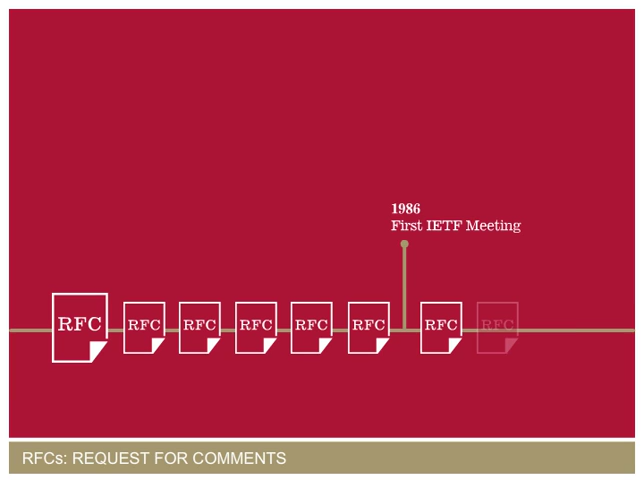 1986
First IETF Meeting
RFC RFC RFC RFC RFC RFC RFC RFC
RFCs: REQUEST FOR COMMENTS